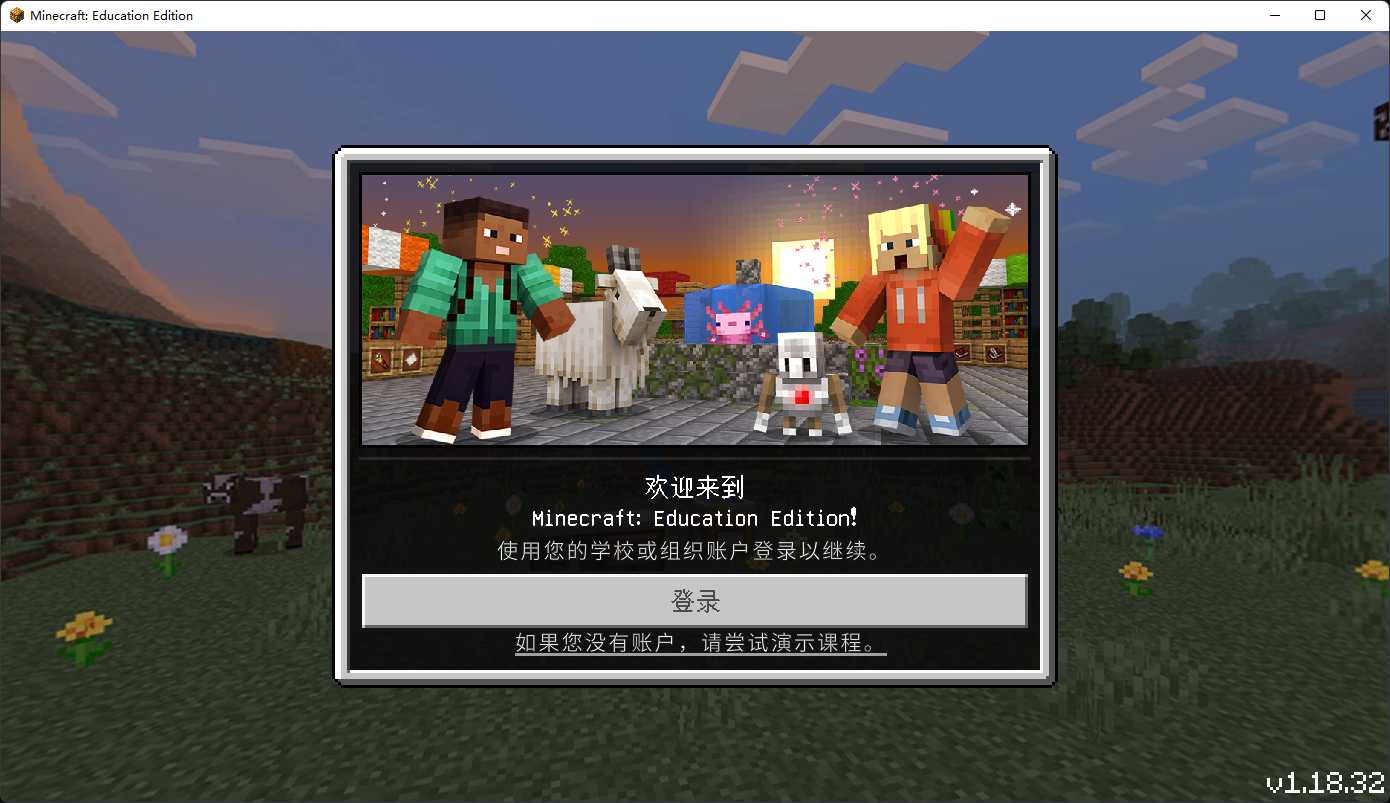 Minecraft: Education Edition
欢迎来到
Minecraft: Education Edition!
使用您的学校或组织账户登录以继续。
登录
如果您没有账户，请尝试演示课程。
v1.18.32